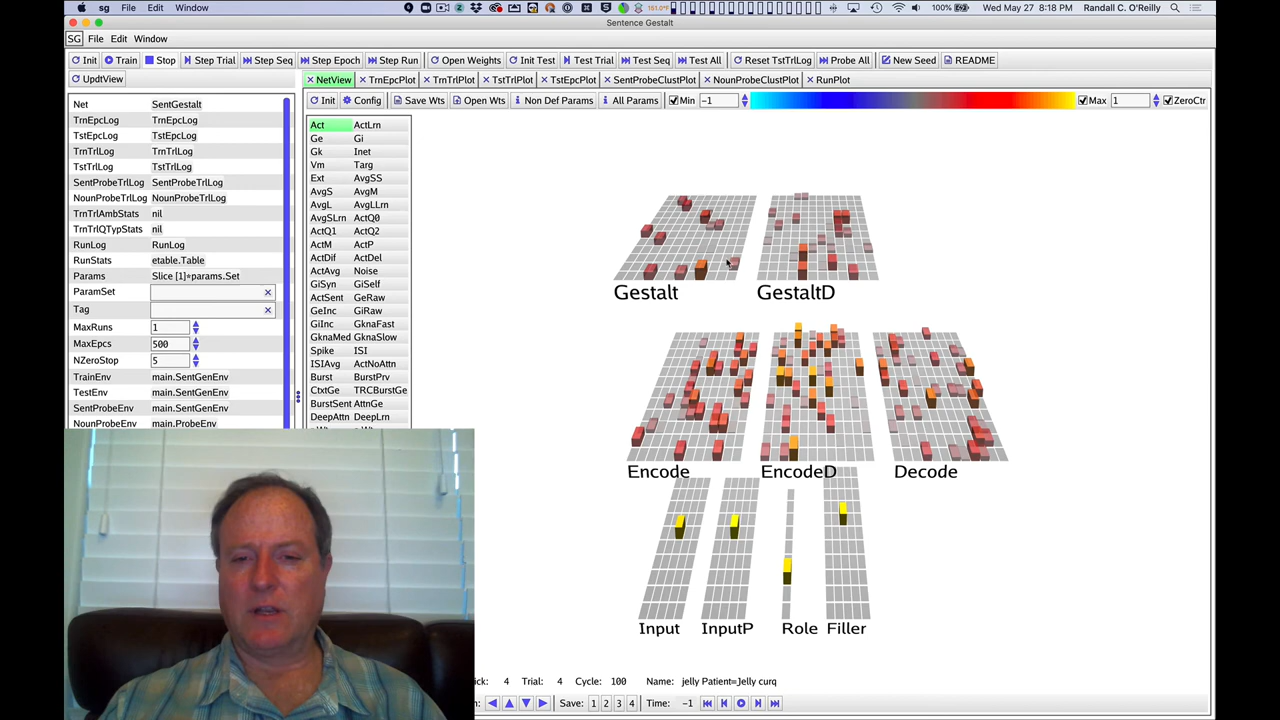 SG File Edit Window 151.0°F 100% Wed May 27 8:18 PM Randall C. O'Reilly
Sentence Gestalt
SG File Edit Window
Init Train Stop Step Trial Step Seq Step Epoch Step Run Open Weights Init Test Test Trial Test Seq Test All Reset TstTrlLog Probe All New Seed README
UpdtView
NetView TrnEpcPlot TrnTrlPlot TstTrlPlot TstEpcPlot SentProbeClustPlot NounProbeClustPlot RunPlot
Init Config Save Wts Open Wts Non Def Params All Params Min -1 Max 1 ZeroCtr
Net SentGestalt
TrnEpcLog TrnEpcLog
TstEpcLog TstEpcLog
TrnTrlLog TrnTrlLog
TstTrlLog TstTrlLog
SentProbeTrlLog SentProbeTrlLog
NounProbeTrlLog NounProbeTrlLog
TrnTrlAmbStats nil
TrnTrlQTypStats nil
RunLog RunLog
RunStats etable.Table
Params Slice [1]*params.Set
ParamSet
Tag
MaxRuns 1
MaxEpcs 500
NZeroStop 5
TrainEnv main.SentGenEnv
TestEnv main.SentGenEnv
SentProbeEnv main.SentGenEnv
NounProbeEnv main.ProbeEnv
Act ActLrn
Ge Gi
Gk Inet
Vm Targ
Ext AvgSS
AvgS AvgM
AvgL AvgLLrn
AvgSLrn ActQ0
ActQ1 ActQ2
ActM ActP
ActDif ActDel
ActAvg Noise
GiSyn GiSelf
ActSent GeRaw
GeInc GiRaw
GiInc GknaFast
GknaMed GknaSlow
Spike ISI
ISIAvg ActNoAttn
Burst BurstPrv
CtxtGe TRCBurstGe
BurstSent AttnGe
DeepAttn DeepLrn
Gestalt GestaltD
Encode EncodeD Decode
Input InputP Role Filler
ick: 4 Trial: 4 Cycle: 100 Name: jelly Patient=Jelly curq
Save: 1 2 3 4 Time: -1